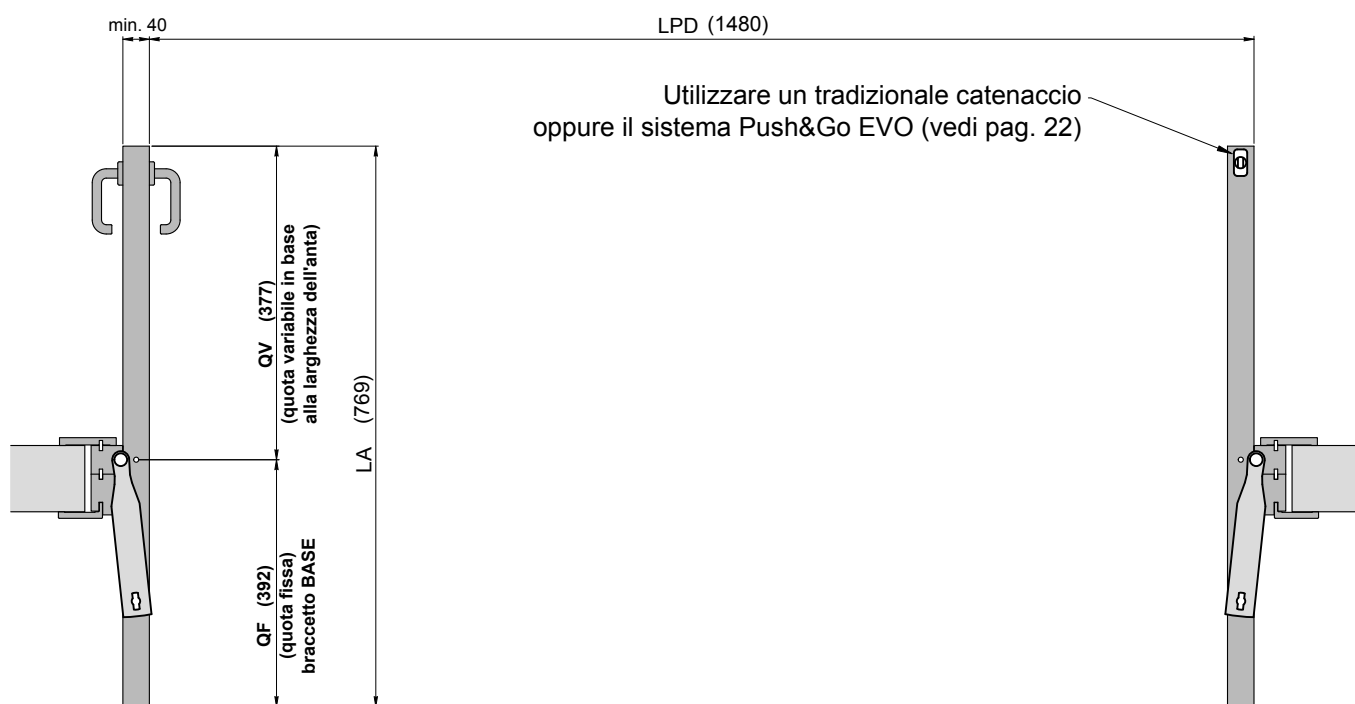 min. 40
LPD (1480)
Utilizzare un tradizionale catenaccio
oppure il sistema Push&Go EVO (vedi pag. 22)
QV (377)
(quota variabile in base
alla larghezza dell'anta)
LA (769)
QF (392)
(quota fissa)
braccetto BASE